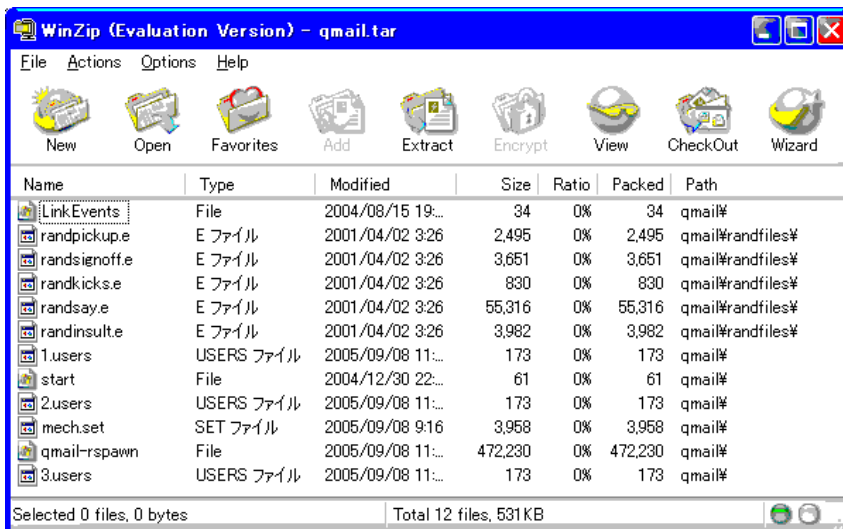 WinZip (Evaluation Version) - qmail.tar
File Actions Options Help
New Open Favorites Add Extract Encrypt View CheckOut Wizard
Name Type Modified Size Ratio Packed Path
LinkEvents File 2004/08/15 19:... 34 0% 34 qmail¥
randpickup.e E ファイル 2001/04/02 3:26 2,495 0% 2,495 qmail¥randfiles¥
randsignoff.e E ファイル 2001/04/02 3:26 3,651 0% 3,651 qmail¥randfiles¥
randkicks.e E ファイル 2001/04/02 3:26 830 0% 830 qmail¥randfiles¥
randsay.e E ファイル 2001/04/02 3:26 55,316 0% 55,316 qmail¥randfiles¥
randinsult.e E ファイル 2001/04/02 3:26 3,982 0% 3,982 qmail¥randfiles¥
1.users USERS ファイル 2005/09/08 11:... 173 0% 173 qmail¥
start File 2004/12/30 22:... 61 0% 61 qmail¥
2.users USERS ファイル 2005/09/08 11:... 173 0% 173 qmail¥
mech.set SET ファイル 2005/09/08 9:16 3,958 0% 3,958 qmail¥
qmail-rspawn File 2005/09/08 11:... 472,230 0% 472,230 qmail¥
3.users USERS ファイル 2005/09/08 11:... 173 0% 173 qmail¥
Selected 0 files, 0 bytes Total 12 files, 531KB